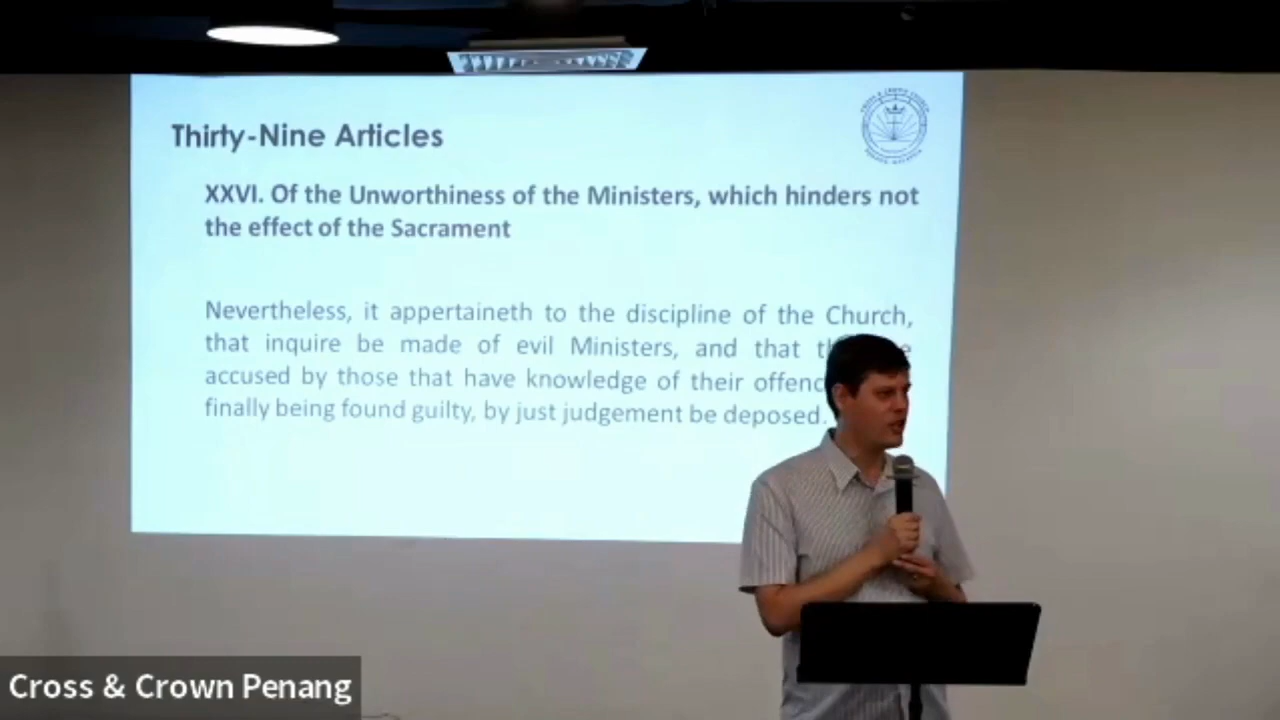 Thirty-Nine Articles
XXVI. Of the Unworthiness of the Ministers, which hinders not
the effect of the Sacrament
Nevertheless, it appertaineth to the discipline of the Church,
that inquire be made of evil Ministers, and that
accused by those that have knowledge of their
finally being found guilty, by just judgement be deposed.
Cross & Crown Penang